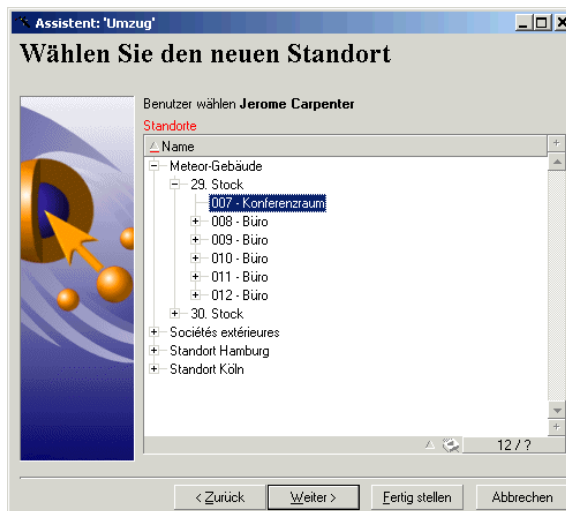 Assistent: 'Umzug'
Wählen Sie den neuen Standort
Benutzer wählen Jerome Carpenter
Standorte
Name
Meteor-Gebäude
29. Stock
007 - Konferenzraum
008 - Büro
009 - Büro
010 - Büro
011 - Büro
012 - Büro
30. Stock
Sociétés extérieures
Standort Hamburg
Standort Köln
12 / ?
< Zurück Weiter > Fertig stellen Abbrechen